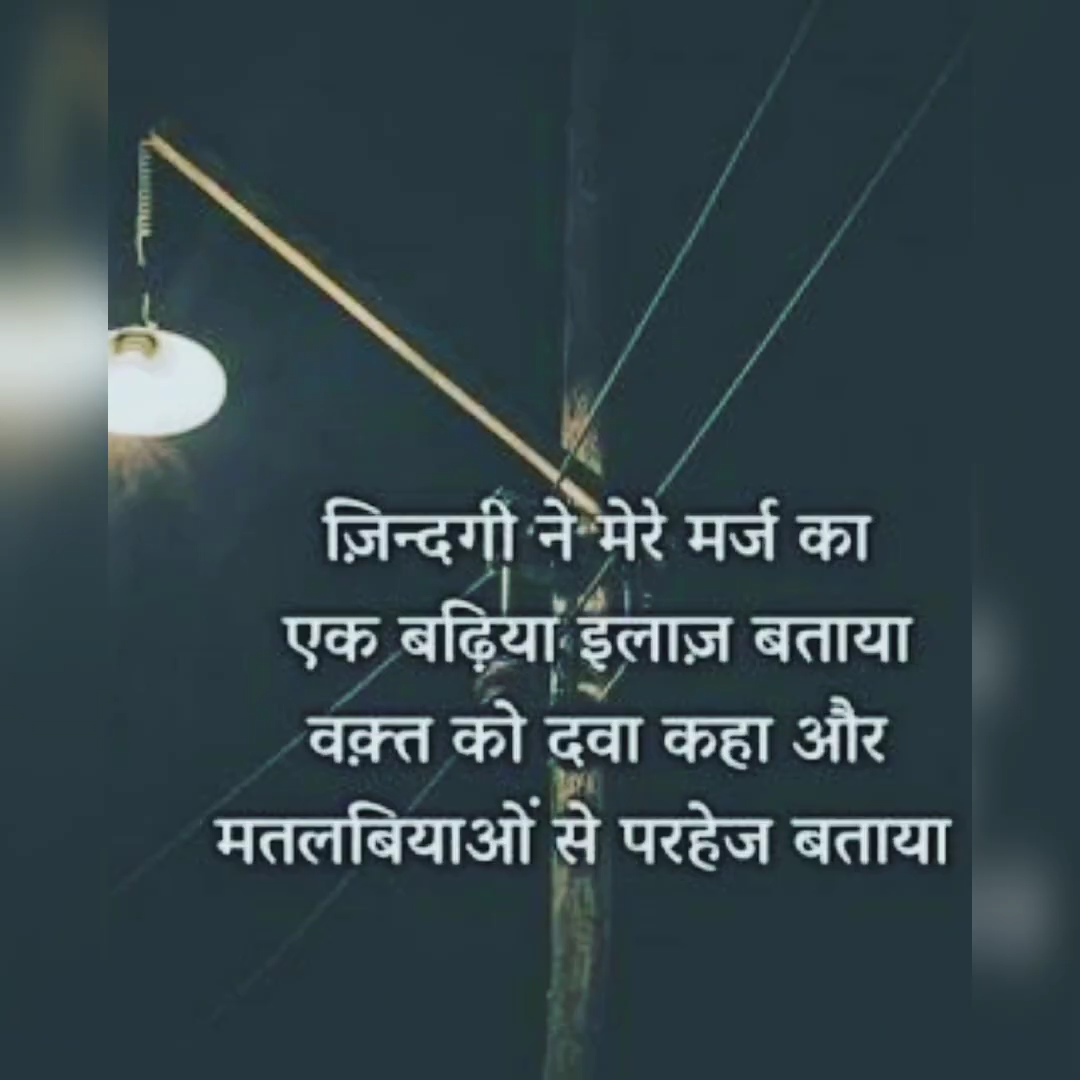 ज़िन्दगी ने मेरे मर्ज का
एक बढ़िया इलाज़ बताया
वक़्त को दवा कहा और
मतलबियाओं से परहेज बताया